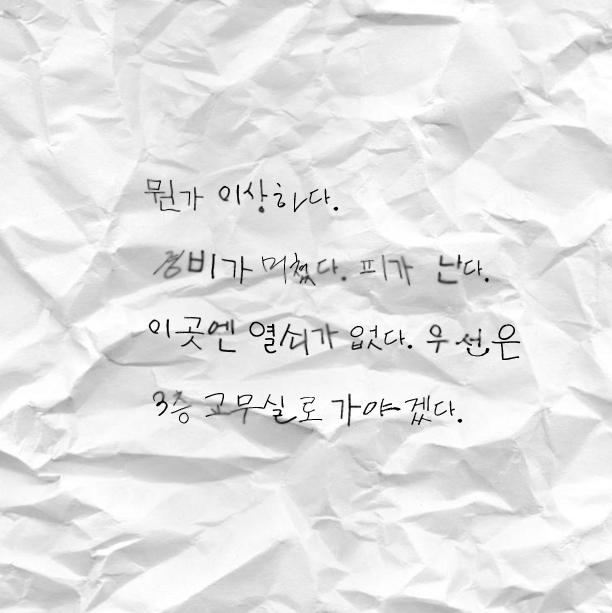 뭔가 이상하다.
경비가 미쳤다. 피가 난다.
이곳엔 열쇠가 없다. 우선은
3층 교무실로 가야겠다.